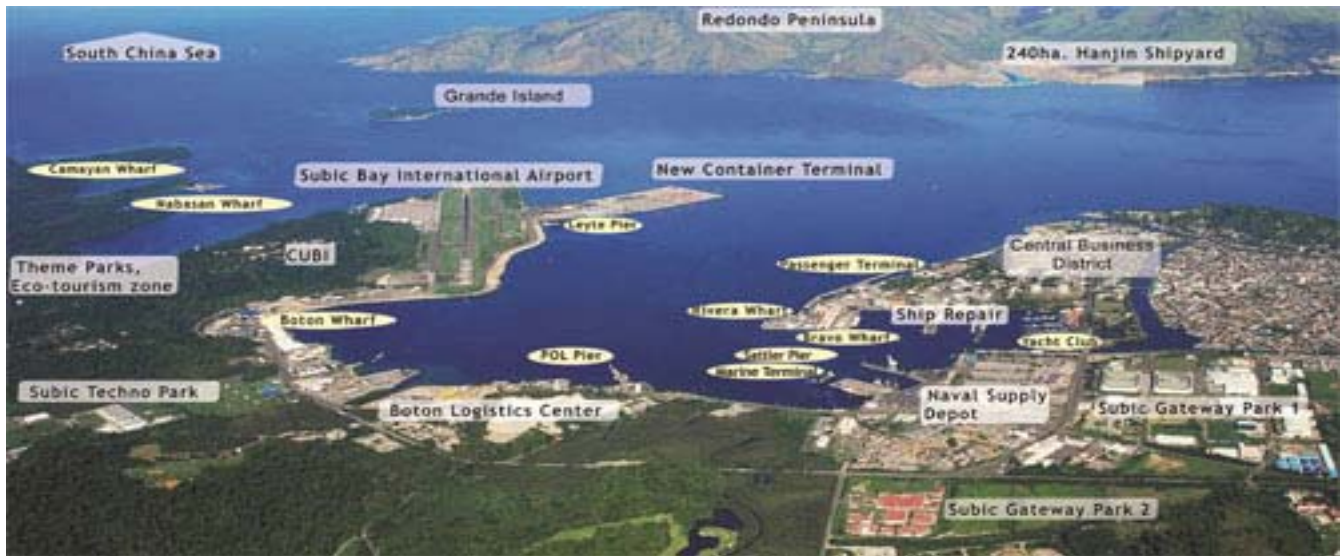 Redondo Peninsula
South China Sea
240ha. Hanjin Shipyard
Grande Island
Camayan Wharf
Subic Bay International Airport
New Container Terminal
Nabasan Wharf
Leyte Pier
CUBI
Central Business
District
Theme Parks,
Eco-tourism zone
Passenger Terminal
Boton Wharf
Rivera Wharf
Ship Repair
Bravo Wharf
Yacht Club
POL Pier
Sattler Pier
Marine Terminal
Subic Techno Park
Boton Logistics Center
Naval Supply
Depot
Subic Gateway Park 1
Subic Gateway Park 2